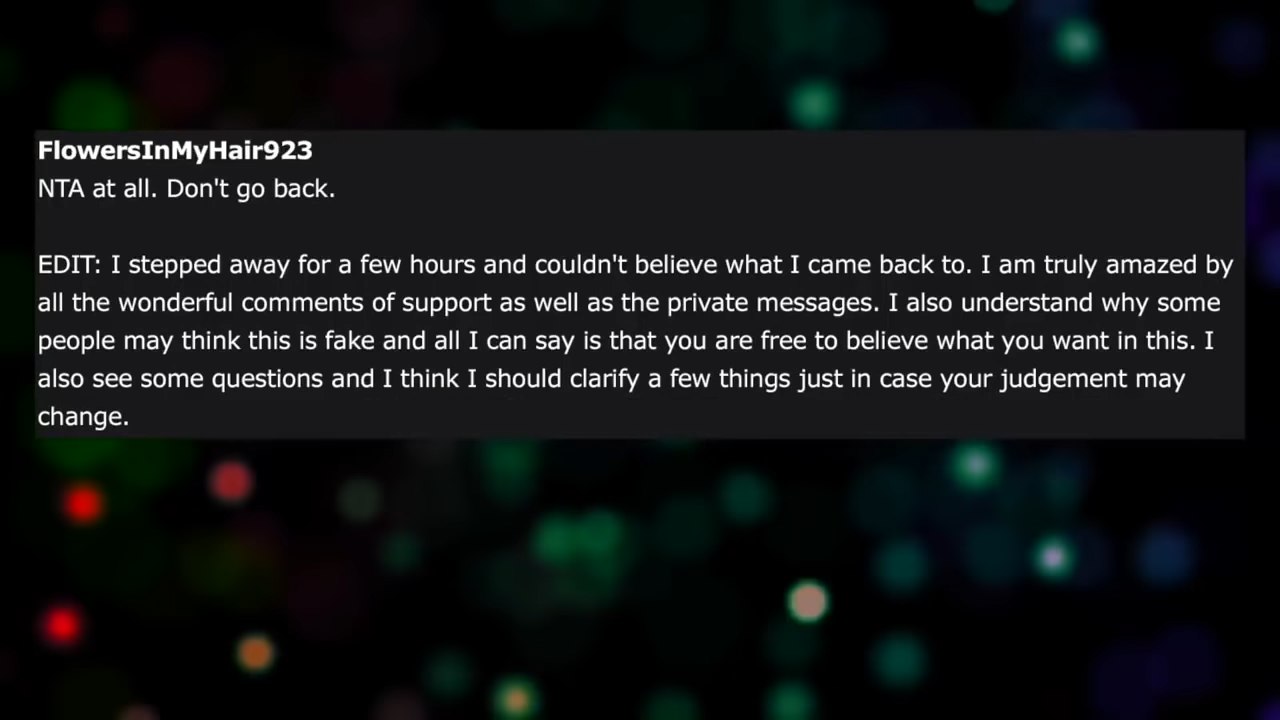 FlowersInMyHair923
NTA at all. Don't go back.
EDIT: I stepped away for a few hours and couldn't believe what I came back to. I am truly amazed by
all the wonderful comments of support as well as the private messages. I also understand why some
people may think this is fake and all I can say is that you are free to believe what you want in this. I
also see some questions and I think I should clarify a few things just in case your judgement may
change.